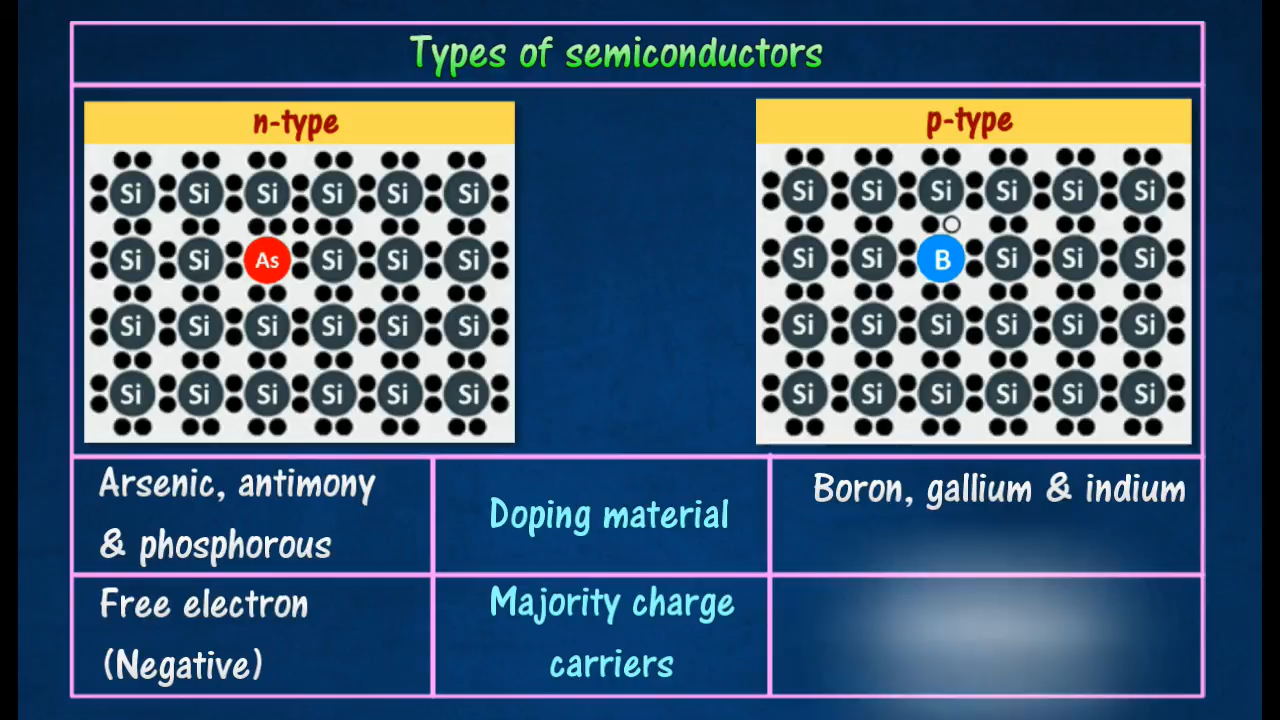 Types of semiconductors
n-type
Si Si Si Si Si Si
Si Si As Si Si Si
Si Si Si Si Si Si
Si Si Si Si Si Si
p-type
Si Si Si Si Si Si
Si Si B Si Si Si
Si Si Si Si Si Si
Si Si Si Si Si Si
Arsenic, antimony
& phosphorous
Doping material
Boron, gallium & indium
Free electron
(Negative)
Majority charge
carriers